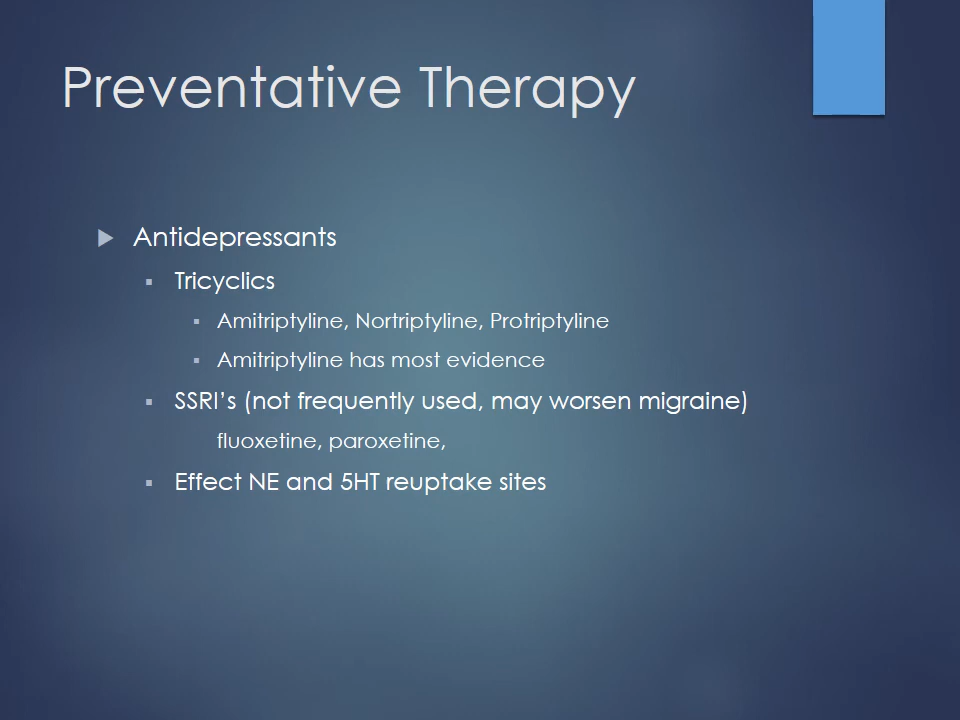 Preventative Therapy
Antidepressants
Tricyclics
Amitriptyline, Nortriptyline, Protriptyline
Amitriptyline has most evidence
SSRI’s (not frequently used, may worsen migraine)
fluoxetine, paroxetine,
Effect NE and 5HT reuptake sites